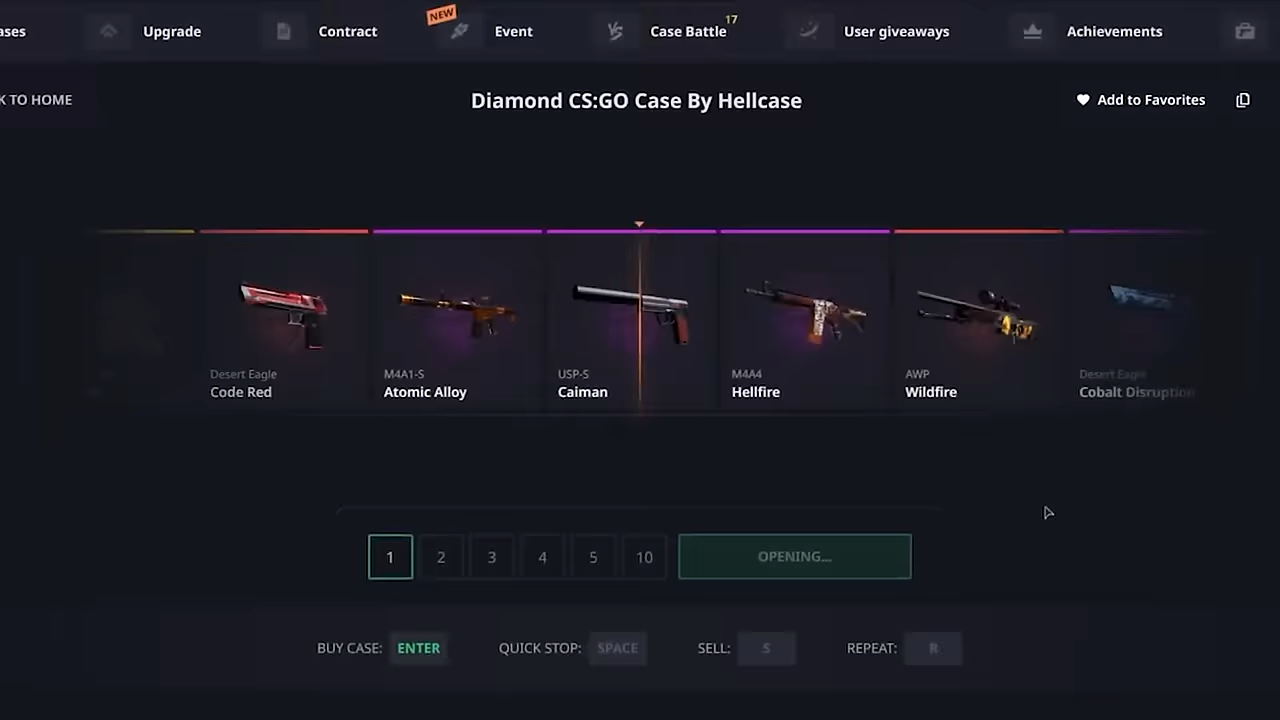 ases
Upgrade
Contract
NEW
Event
Case Battle 17
User giveaways
Achievements
K TO HOME
Diamond CS:GO Case By Hellcase
Add to Favorites
Desert Eagle
Code Red
M4A1-S
Atomic Alloy
USP-S
Caiman
M4A4
Hellfire
AWP
Wildfire
Desert Eagle
Cobalt Disruption
1
2
3
4
5
10
OPENING...
BUY CASE: ENTER
QUICK STOP: SPACE
SELL: S
REPEAT: R